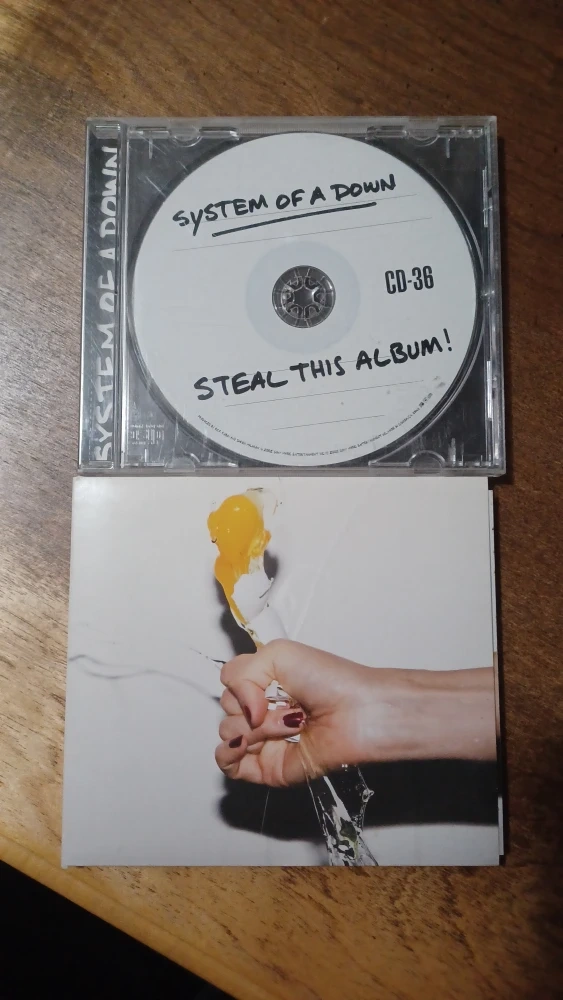 SYSTEM OF A DOWN
SYSTEM OF A DOWN
CD-36
STEAL THIS ALBUM!